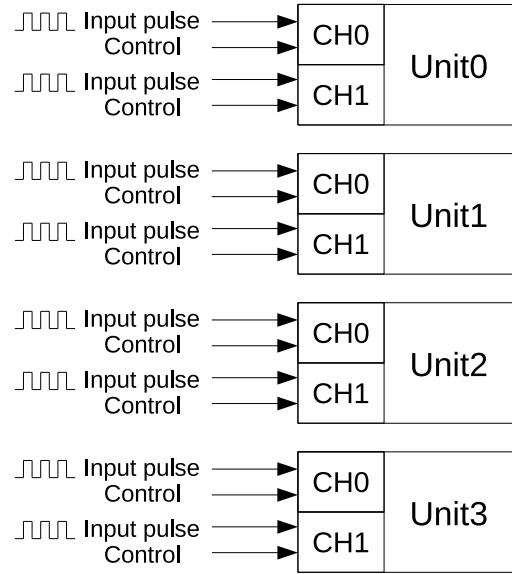 Input pulse
Control
CH0
Input pulse
Control
CH1
Unit0
Input pulse
Control
CH0
Input pulse
Control
CH1
Unit1
Input pulse
Control
CH0
Input pulse
Control
CH1
Unit2
Input pulse
Control
CH0
Input pulse
Control
CH1
Unit3